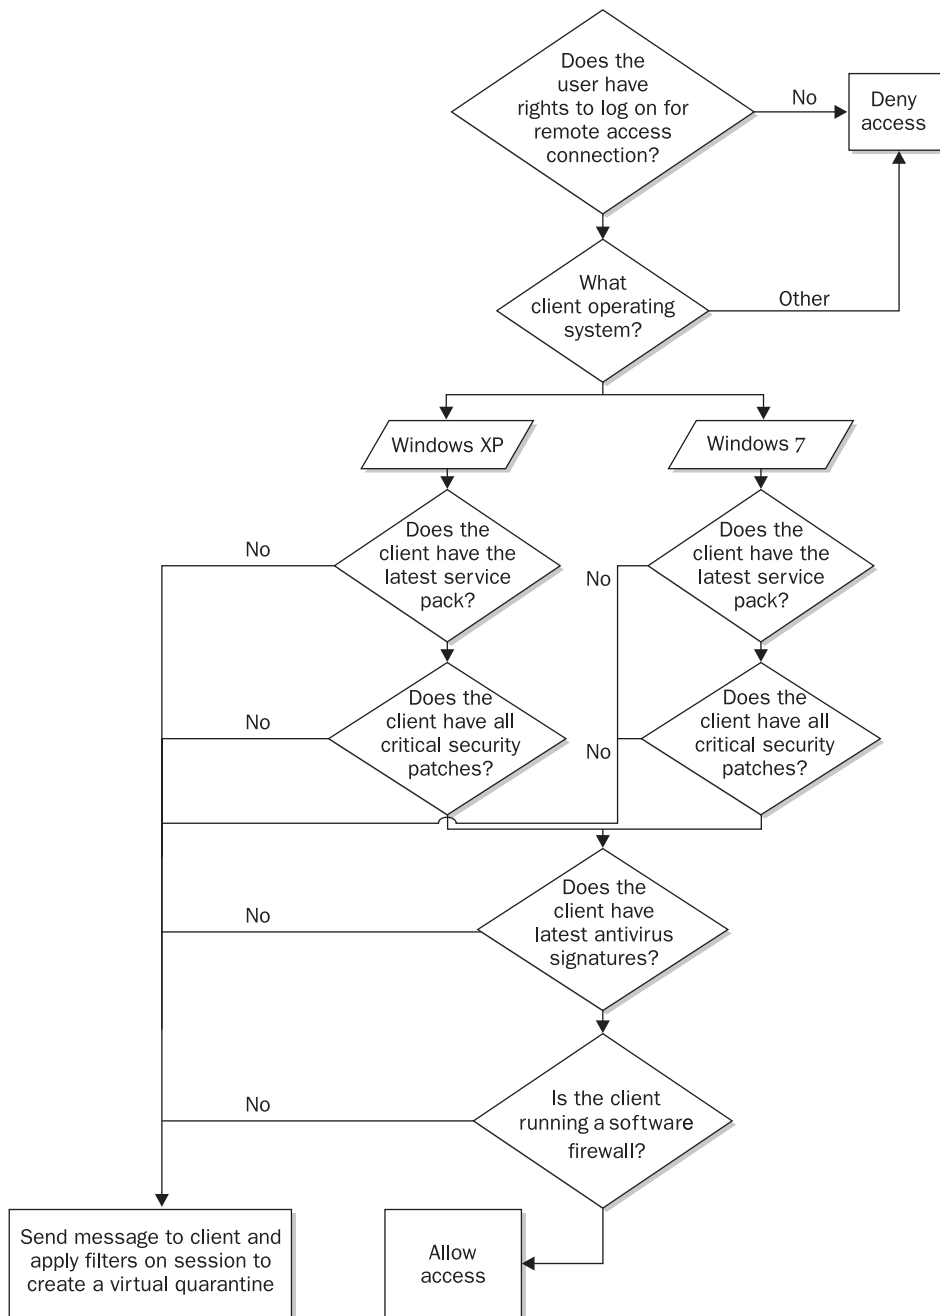 Does the
user have
rights to log on for
remote access
connection?
No
Deny
access
What
client operating
system?
Other
Windows XP
Windows 7
Does the
client have the
latest service
pack?
No
Does the
client have the
latest service
pack?
No
Does the
client have all
critical security
patches?
No
Does the
client have all
critical security
patches?
No
Does the
client have
latest antivirus
signatures?
No
Is the client
running a software
firewall?
No
Send message to client and
apply filters on session to
create a virtual quarantine
Allow
access